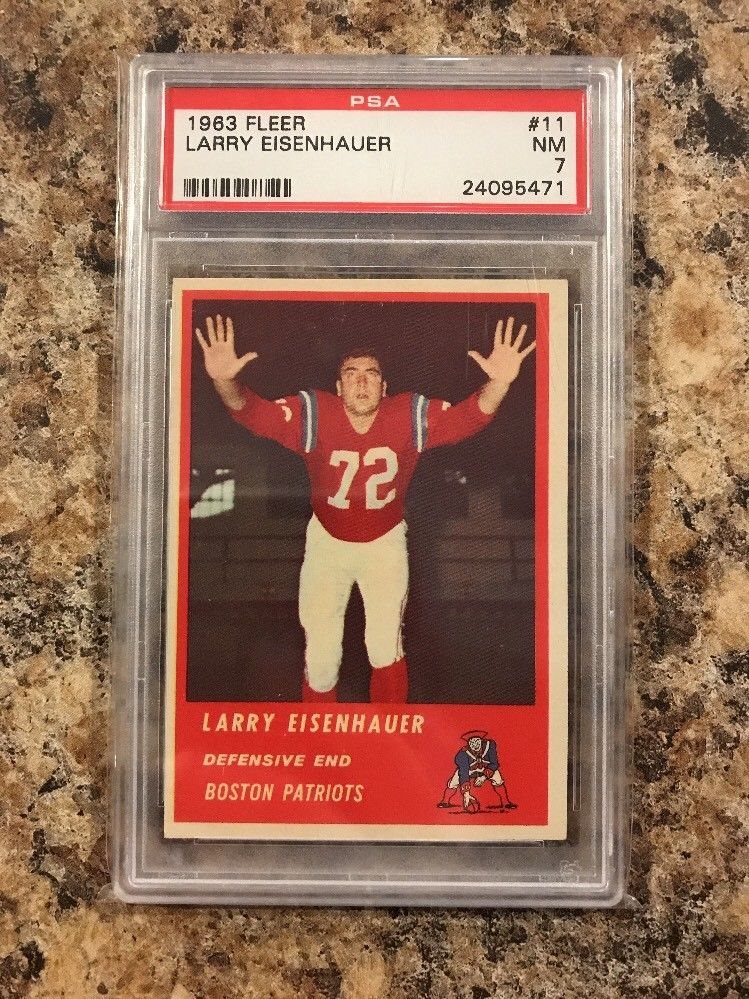 PSA
1963 FLEER #11
LARRY EISENHAUER NM
7
24095471
72
LARRY EISENHAUER
DEFENSIVE END
BOSTON PATRIOTS